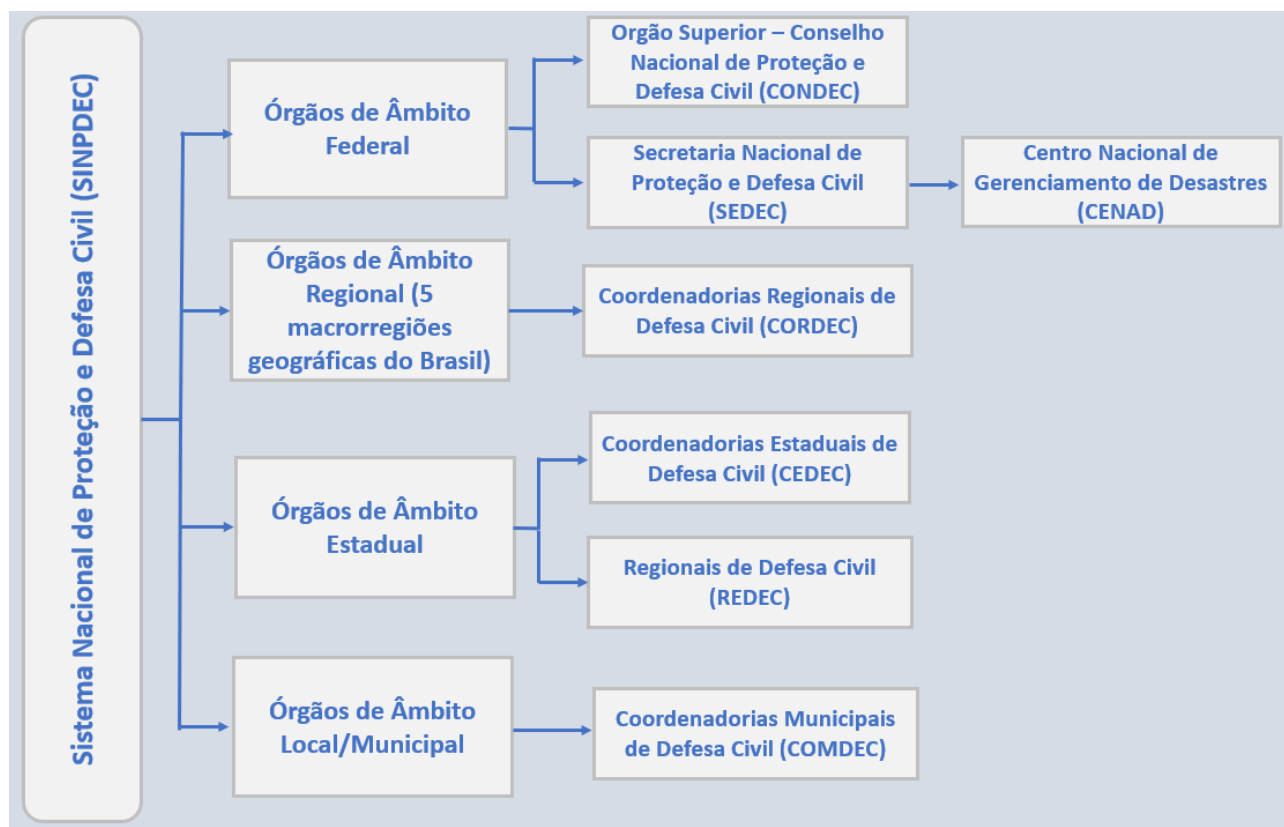 Sistema Nacional de Proteção e Defesa Civil (SINPDEC)
Órgãos de Âmbito
Federal
Orgão Superior – Conselho
Nacional de Proteção e
Defesa Civil (CONDEC)
Secretaria Nacional de
Proteção e Defesa Civil
(SEDEC)
Centro Nacional de
Gerenciamento de Desastres
(CENAD)
Órgãos de Âmbito
Regional (5
macrorregiões
geográficas do Brasil)
Coordenadorias Regionais de
Defesa Civil (CORDEC)
Órgãos de Âmbito
Estadual
Coordenadorias Estaduais de
Defesa Civil (CEDEC)
Regionais de Defesa Civil
(REDEC)
Órgãos de Âmbito
Local/Municipal
Coordenadorias Municipais
de Defesa Civil (COMDEC)